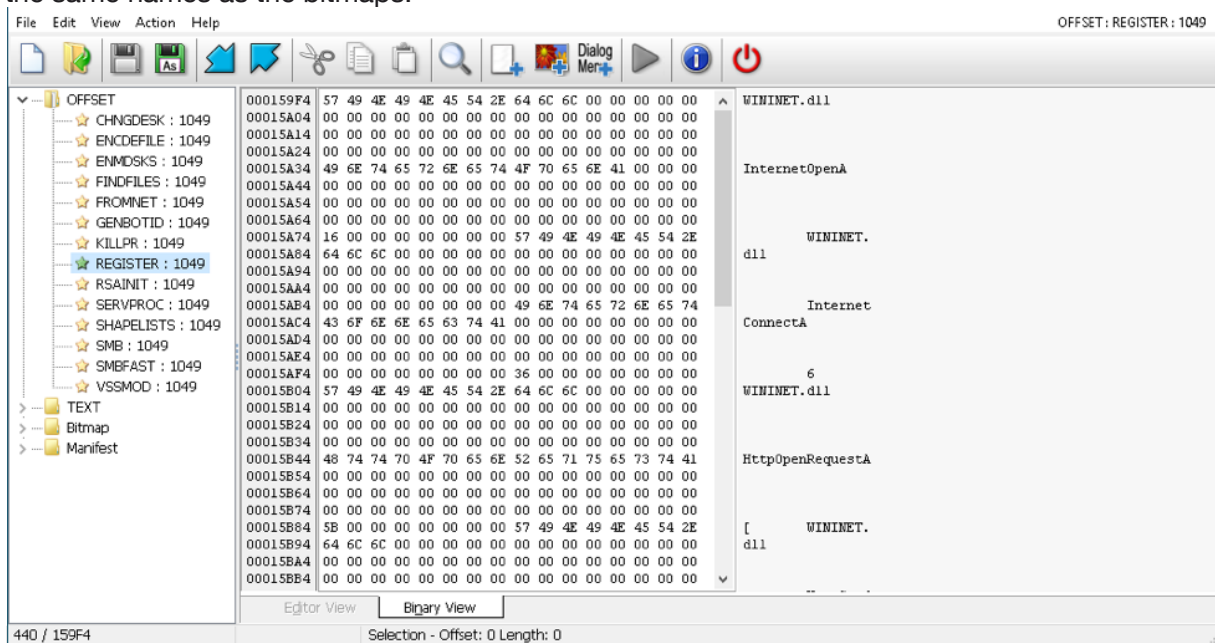 the same names as the bitmaps.
File Edit View Action Help
OFFSET : REGISTER : 1049
As
Dialog
Menu
OFFSET
CHNGDESK : 1049
ENCDEFILE : 1049
ENMDSKS : 1049
FINDFILES : 1049
FROMNET : 1049
GENBOTID : 1049
KILLPR : 1049
REGISTER : 1049
RSAINIT : 1049
SERVPROC : 1049
SHAPELISTS : 1049
SMB : 1049
SMBFAST : 1049
VSSMOD : 1049
TEXT
Bitmap
Manifest
000159F4 57 49 4E 49 4E 45 54 2E 64 6C 6C 00 00 00 00 00 WININET.dll
00015A04 00 00 00 00 00 00 00 00 00 00 00 00 00 00 00 00
00015A14 00 00 00 00 00 00 00 00 00 00 00 00 00 00 00 00
00015A24 00 00 00 00 00 00 00 00 00 00 00 00 00 00 00 00
00015A34 49 6E 74 65 72 6E 65 74 4F 70 65 6E 41 00 00 00 InternetOpenA
00015A44 00 00 00 00 00 00 00 00 00 00 00 00 00 00 00 00
00015A54 00 00 00 00 00 00 00 00 00 00 00 00 00 00 00 00
00015A64 00 00 00 00 00 00 00 00 00 00 00 00 00 00 00 00
00015A74 16 00 00 00 00 00 00 00 57 49 4E 49 4E 45 54 2E WININET.
00015A84 64 6C 6C 00 00 00 00 00 00 00 00 00 00 00 00 00 dll
00015A94 00 00 00 00 00 00 00 00 00 00 00 00 00 00 00 00
00015AA4 00 00 00 00 00 00 00 00 00 00 00 00 00 00 00 00
00015AB4 00 00 00 00 00 00 00 00 49 6E 74 65 72 6E 65 74 Internet
00015AC4 43 6F 6E 6E 65 63 74 41 00 00 00 00 00 00 00 00 ConnectA
00015AD4 00 00 00 00 00 00 00 00 00 00 00 00 00 00 00 00
00015AE4 00 00 00 00 00 00 00 00 00 00 00 00 00 00 00 00
00015AF4 00 00 00 00 00 00 00 00 36 00 00 00 00 00 00 00 6
00015B04 57 49 4E 49 4E 45 54 2E 64 6C 6C 00 00 00 00 00 WININET.dll
00015B14 00 00 00 00 00 00 00 00 00 00 00 00 00 00 00 00
00015B24 00 00 00 00 00 00 00 00 00 00 00 00 00 00 00 00
00015B34 00 00 00 00 00 00 00 00 00 00 00 00 00 00 00 00
00015B44 48 74 74 70 4F 70 65 6E 52 65 71 75 65 73 74 41 HttpOpenRequestA
00015B54 00 00 00 00 00 00 00 00 00 00 00 00 00 00 00 00
00015B64 00 00 00 00 00 00 00 00 00 00 00 00 00 00 00 00
00015B74 00 00 00 00 00 00 00 00 00 00 00 00 00 00 00 00
00015B84 5B 00 00 00 00 00 00 00 57 49 4E 49 4E 45 54 2E [ WININET.
00015B94 64 6C 6C 00 00 00 00 00 00 00 00 00 00 00 00 00 dll
00015BA4 00 00 00 00 00 00 00 00 00 00 00 00 00 00 00 00
00015BB4 00 00 00 00 00 00 00 00 00 00 00 00 00 00 00 00
Editor View Binary View
440 / 159F4 Selection - Offset: 0 Length: 0